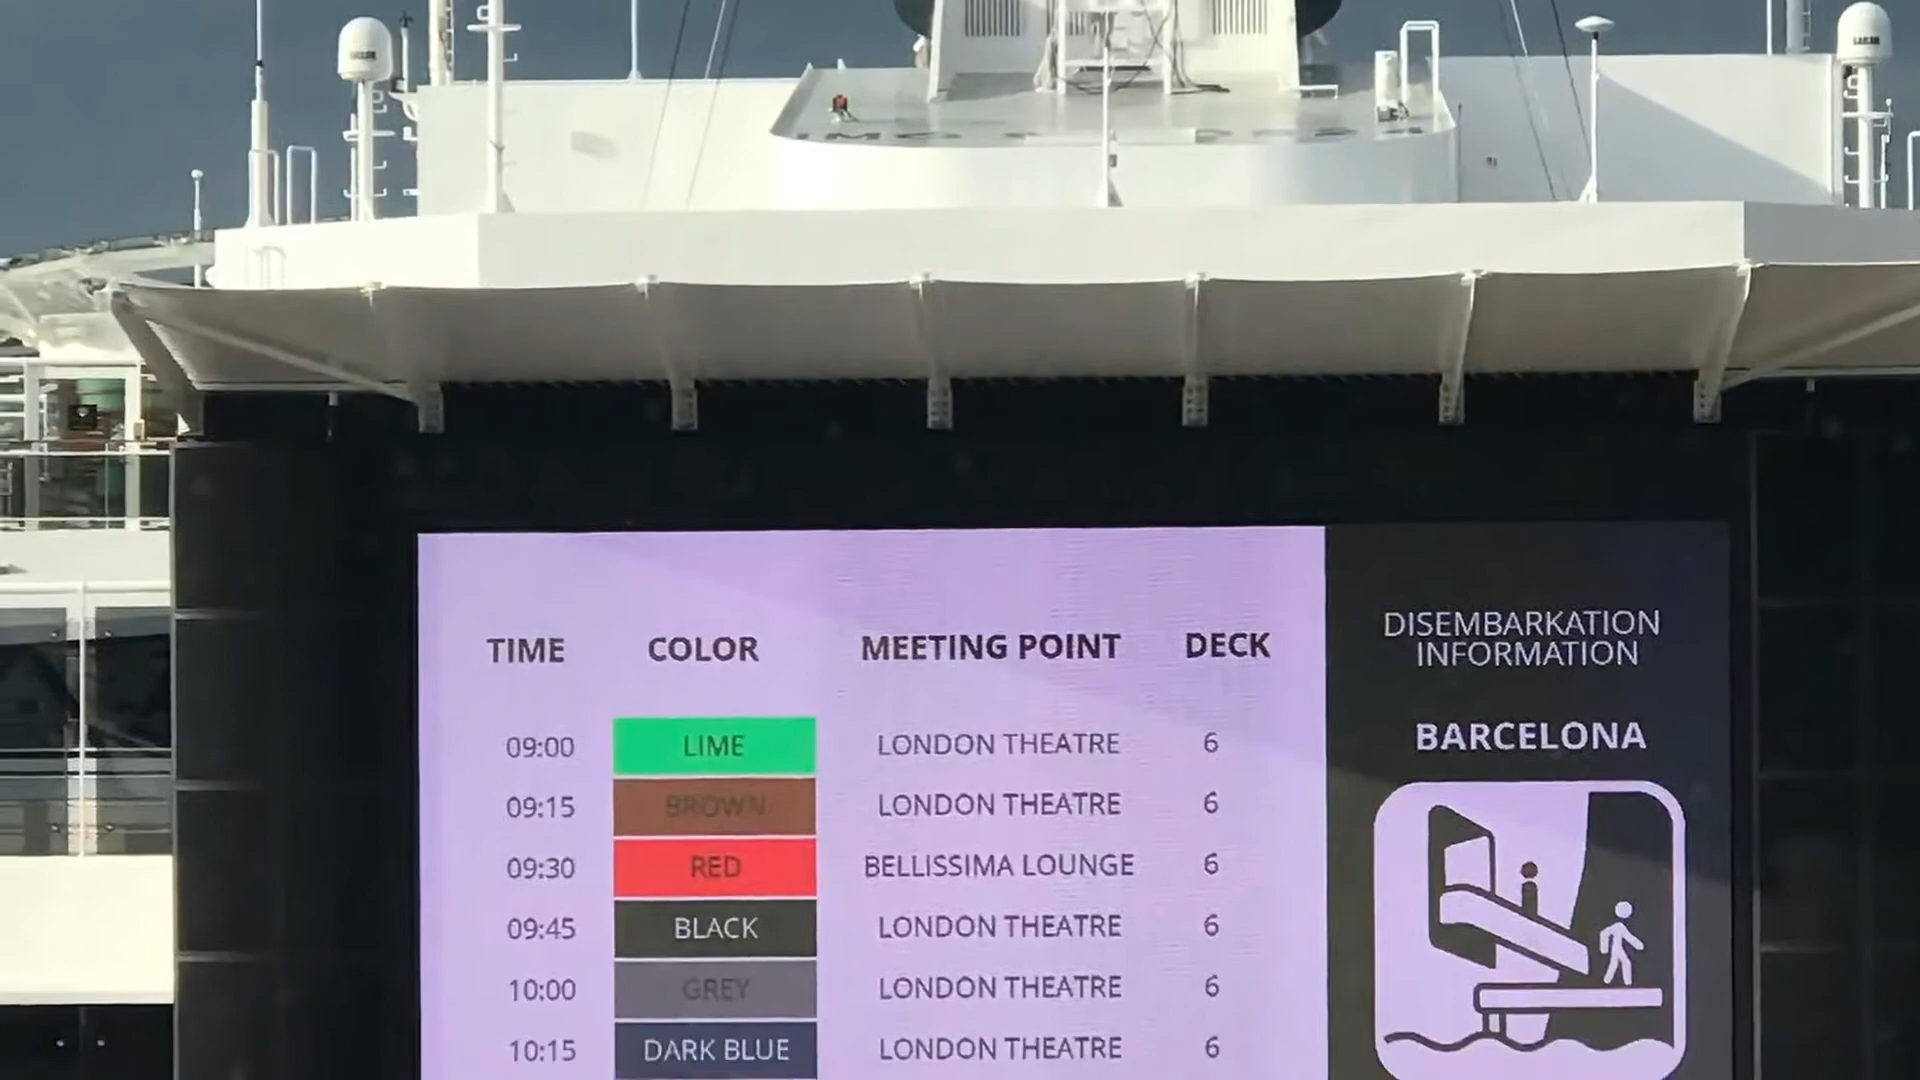 TIME COLOR MEETING POINT DECK
09:00 LIME LONDON THEATRE 6
09:15 BROWN LONDON THEATRE 6
09:30 RED BELLISSIMA LOUNGE 6
09:45 BLACK LONDON THEATRE 6
10:00 GREY LONDON THEATRE 6
10:15 DARK BLUE LONDON THEATRE 6
DISEMBARKATION
INFORMATION
BARCELONA